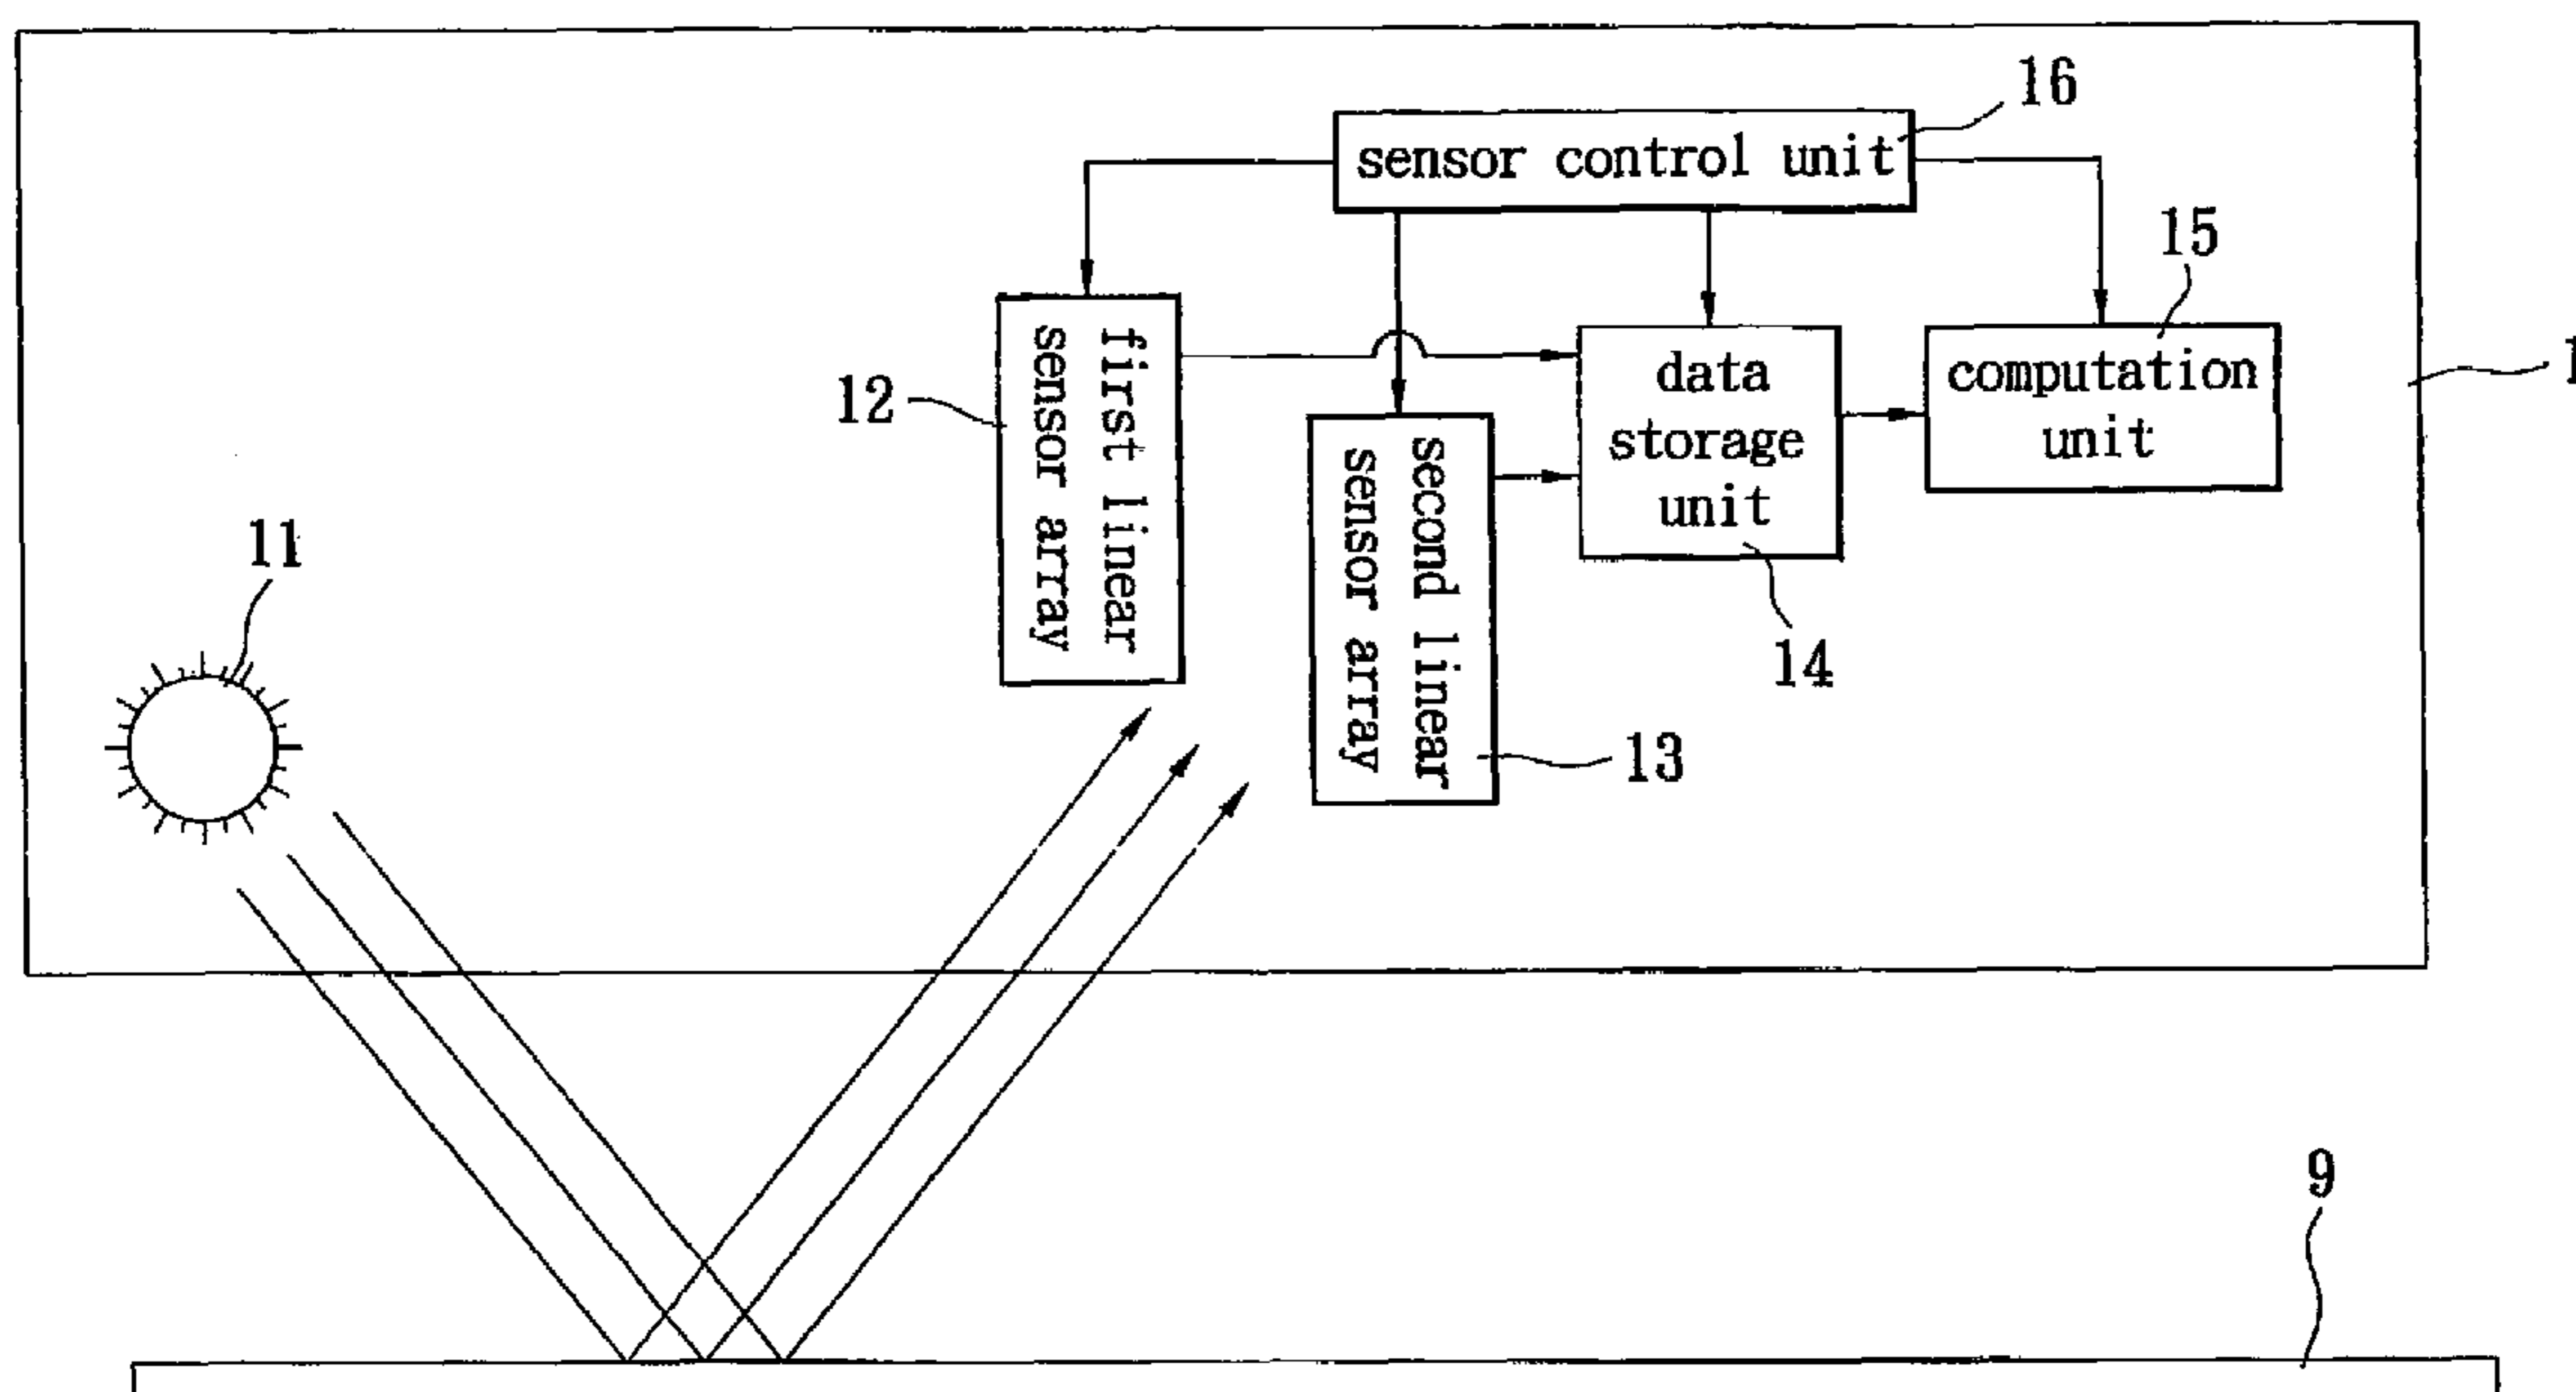 16
sensor control unit
15
first linear
sensor array
12
data
storage
unit
computation
unit
1
second linear
sensor array
11
14
13
9